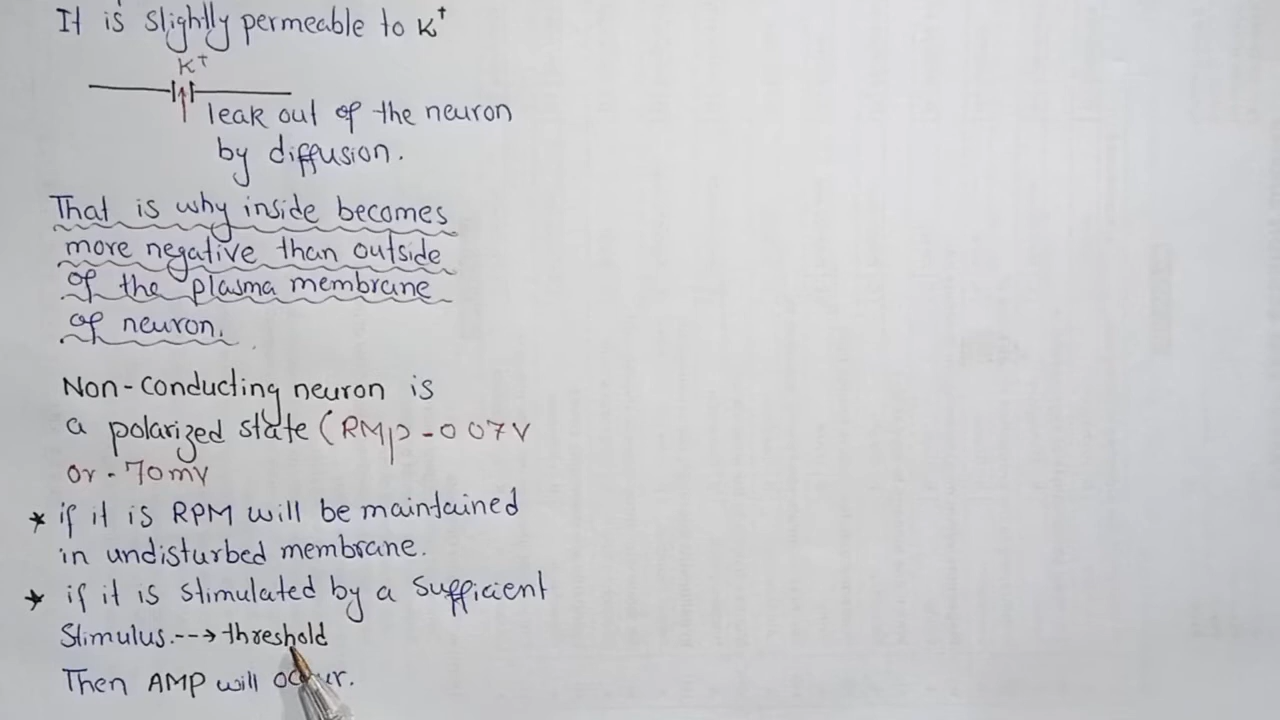 It is slightly permeable to K⁺
K⁺
leak out of the neuron
by diffusion.
That is why inside becomes
more negative than outside
of the plasma membrane
of neuron.
Non-conducting neuron is
a polarized state (RMP -007V
or -70mV
* if it is RPM will be maintained
in undisturbed membrane.
* if it is stimulated by a sufficient
Stimulus. --→ threshold
Then AMP will occur.